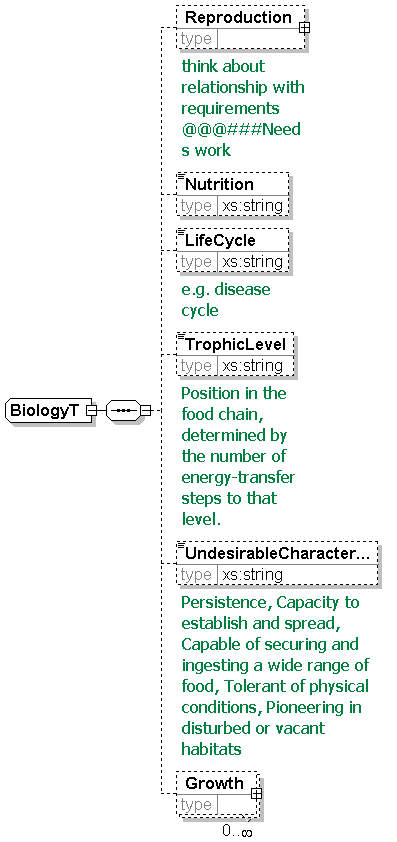 Reproduction
type
think about
relationship with
requirements
@@@###Need
s work
Nutrition
type xs:string
LifeCycle
type xs:string
e.g. disease
cycle
TrophicLevel
type xs:string
BiologyT
Position in the
food chain,
determined by
the number of
energy-transfer
steps to that
level.
UndesirableCharacter...
type xs:string
Persistence, Capacity to
establish and spread,
Capable of securing and
ingesting a wide range of
food, Tolerant of physical
conditions, Pioneering in
disturbed or vacant
habitats
Growth
type
0..∞